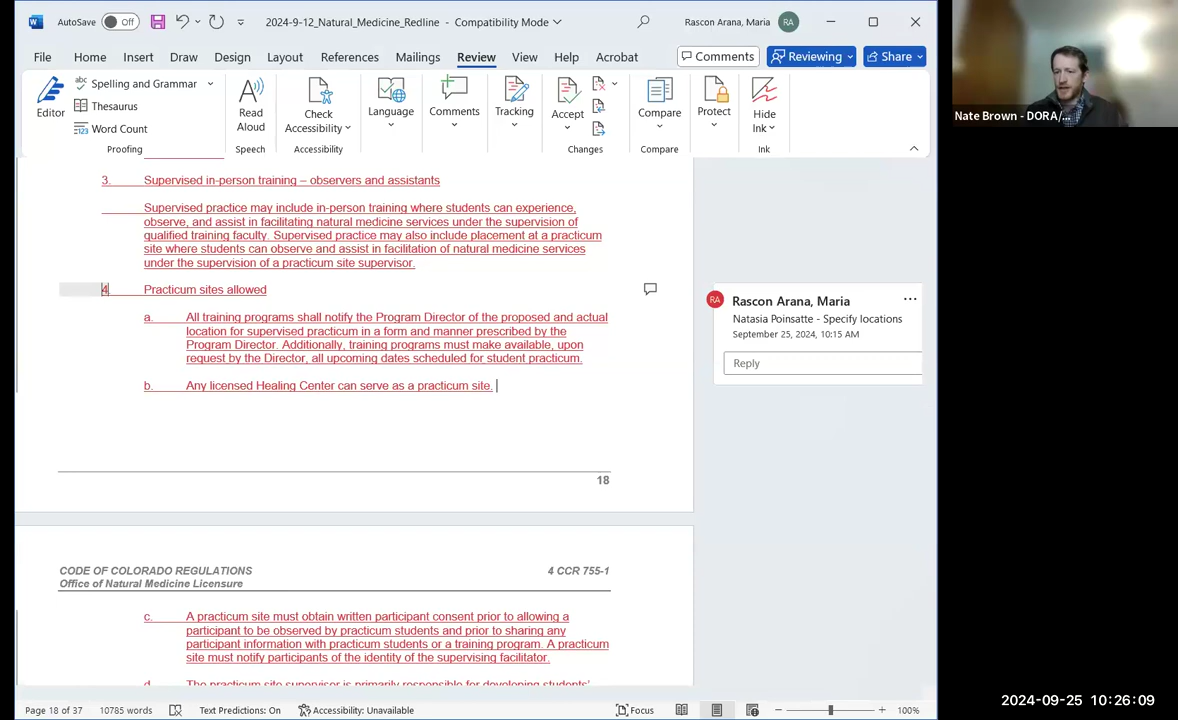 AutoSave Off 2024-9-12_Natural_Medicine_Redline - Compatibility Mode Rascon Arana, Maria RA
File Home Insert Draw Design Layout References Mailings Review View Help Acrobat Comments Reviewing Share
Editor
Spelling and Grammar
Thesaurus
Word Count
Proofing
Read
Aloud
Speech
Check
Accessibility
Accessibility
Language
Comments
Tracking
Accept
Changes
Compare
Compare
Protect
Hide
Ink
Ink
3. Supervised in-person training – observers and assistants
Supervised practice may include in-person training where students can experience,
observe, and assist in facilitating natural medicine services under the supervision of
qualified training faculty. Supervised practice may also include placement at a practicum
site where students can observe and assist in facilitation of natural medicine services
under the supervision of a practicum site supervisor.
4. Practicum sites allowed
a. All training programs shall notify the Program Director of the proposed and actual
location for supervised practicum in a form and manner prescribed by the
Program Director. Additionally, training programs must make available, upon
request by the Director, all upcoming dates scheduled for student practicum.
b. Any licensed Healing Center can serve as a practicum site.
18
CODE OF COLORADO REGULATIONS 4 CCR 755-1
Office of Natural Medicine Licensure
c. A practicum site must obtain written participant consent prior to allowing a
participant to be observed by practicum students and prior to sharing any
participant information with practicum students or a training program. A practicum
site must notify participants of the identity of the supervising facilitator.
d. The practicum site supervisor is primarily responsible for developing students'
RA Rascon Arana, Maria
Natasia Poinsatte - Specify locations
September 25, 2024, 10:15 AM
Reply
Page 18 of 37 10785 words Text Predictions: On Accessibility: Unavailable Focus 100%
Nate Brown - DORA/...
2024-09-25 10:26:09